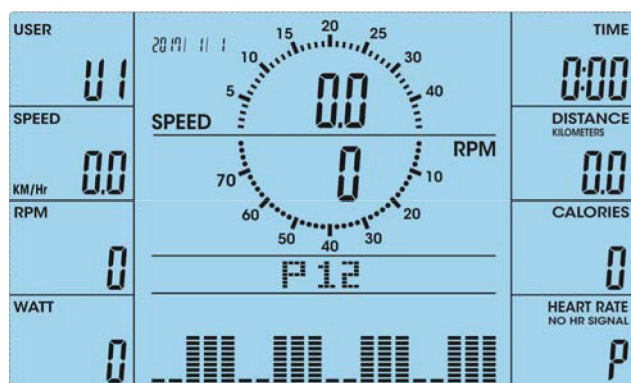 USER
U1
SPEED
KM/Hr 0.0
RPM
0
WATT
0
2017/ 1/ 1
5 10 15 20 25 30 40
SPEED 0.0
0 RPM
70 60 50 40 30 20 10
P12
TIME
0:00
DISTANCE
KILOMETERS
0.0
CALORIES
0
HEART RATE
NO HR SIGNAL
P